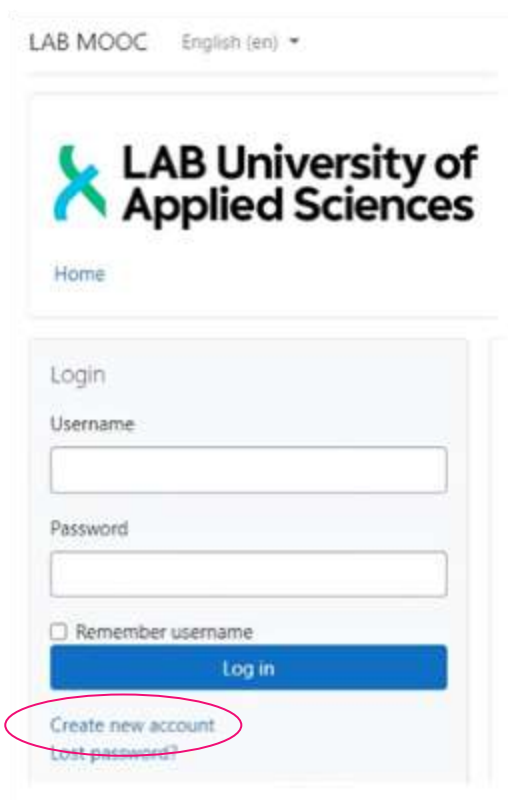 LAB MOOC English (en)
LAB University of
Applied Sciences
Home
Login
Username
Password
Remember username
Log in
Create new account
Lost password?